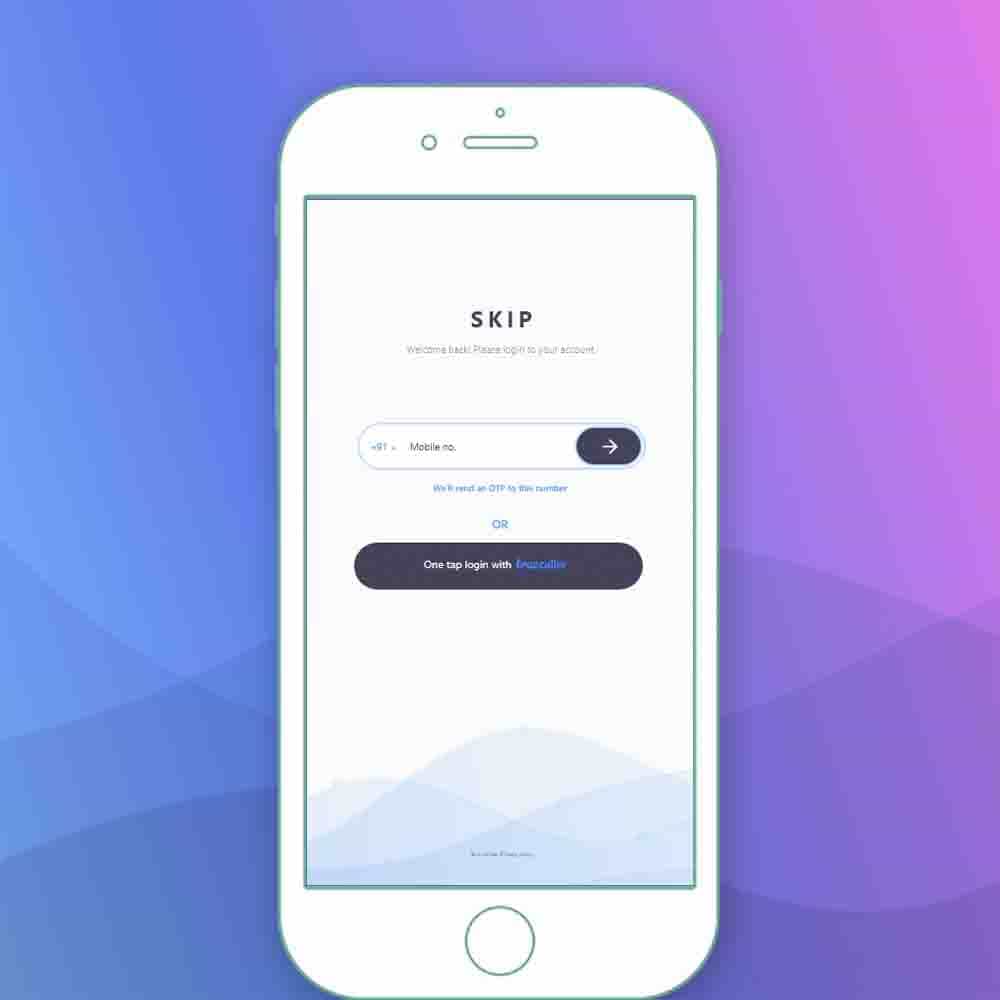 SKIP
Welcome back! Please login to your account.
+91
Mobile no.
We'll send an OTP to this number
OR
One tap login with truecaller